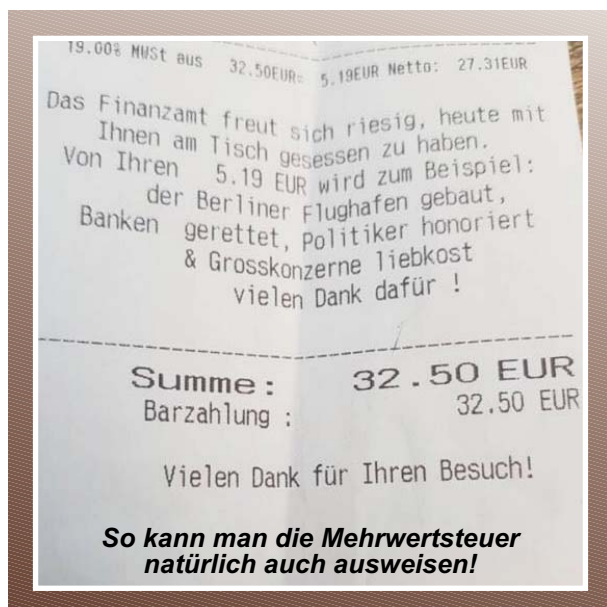 19.00% MWSt aus 32.50EUR= 5.19EUR Netto: 27.31EUR
Das Finanzamt freut sich riesig, heute mit
Ihnen am Tisch gesessen zu haben.
Von Ihren 5.19 EUR wird zum Beispiel:
der Berliner Flughafen gebaut,
Banken gerettet, Politiker honoriert
& Grosskonzerne liebkost
vielen Dank dafür !
Summe: 32.50 EUR
Barzahlung : 32.50 EUR
Vielen Dank für Ihren Besuch!
So kann man die Mehrwertsteuer
natürlich auch ausweisen!